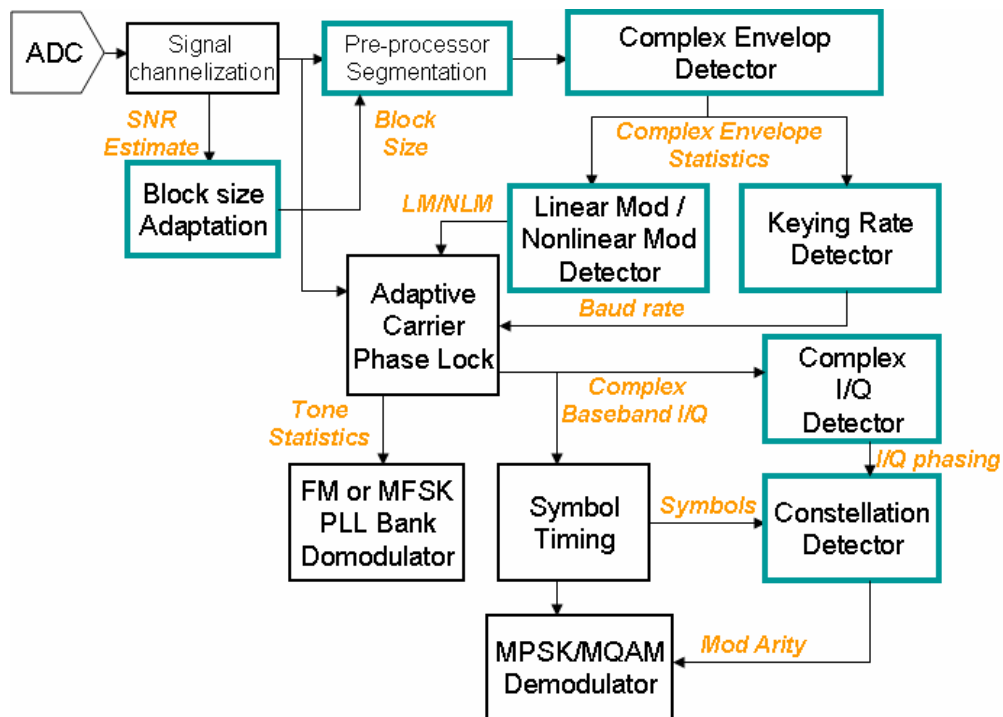 ADC
Signal
channelization
Pre-processor
Segmentation
Complex Envelop
Detector
SNR
Estimate
Block
Size
Complex Envelope
Statistics
Block size
Adaptation
LM/NLM
Linear Mod /
Nonlinear Mod
Detector
Keying Rate
Detector
Adaptive
Carrier
Phase Lock
Baud rate
Complex
I/Q
Detector
Tone
Statistics
Complex
Baseband I/Q
I/Q phasing
FM or MFSK
PLL Bank
Domodulator
Symbol
Timing
Symbols
Constellation
Detector
MPSK/MQAM
Demodulator
Mod Arity